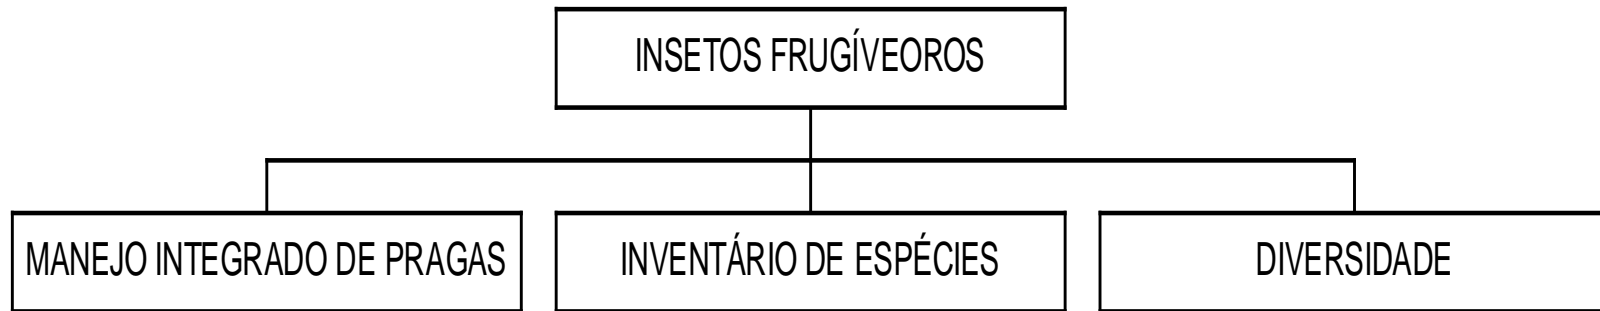 INSETOS FRUGÍVEOROS
MANEJO INTEGRADO DE PRAGAS
INVENTÁRIO DE ESPÉCIES
DIVERSIDADE